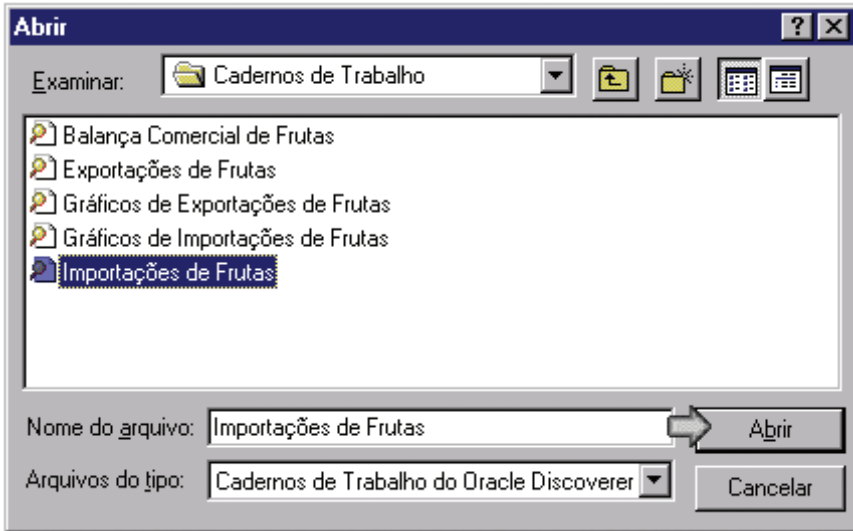 Abrir
Examinar: Cadernos de Trabalho
Balança Comercial de Frutas
Exportações de Frutas
Gráficos de Exportações de Frutas
Gráficos de Importações de Frutas
Importações de Frutas
Nome do arquivo: Importações de Frutas Abrir
Arquivos do tipo: Cadernos de Trabalho do Oracle Discoverer Cancelar